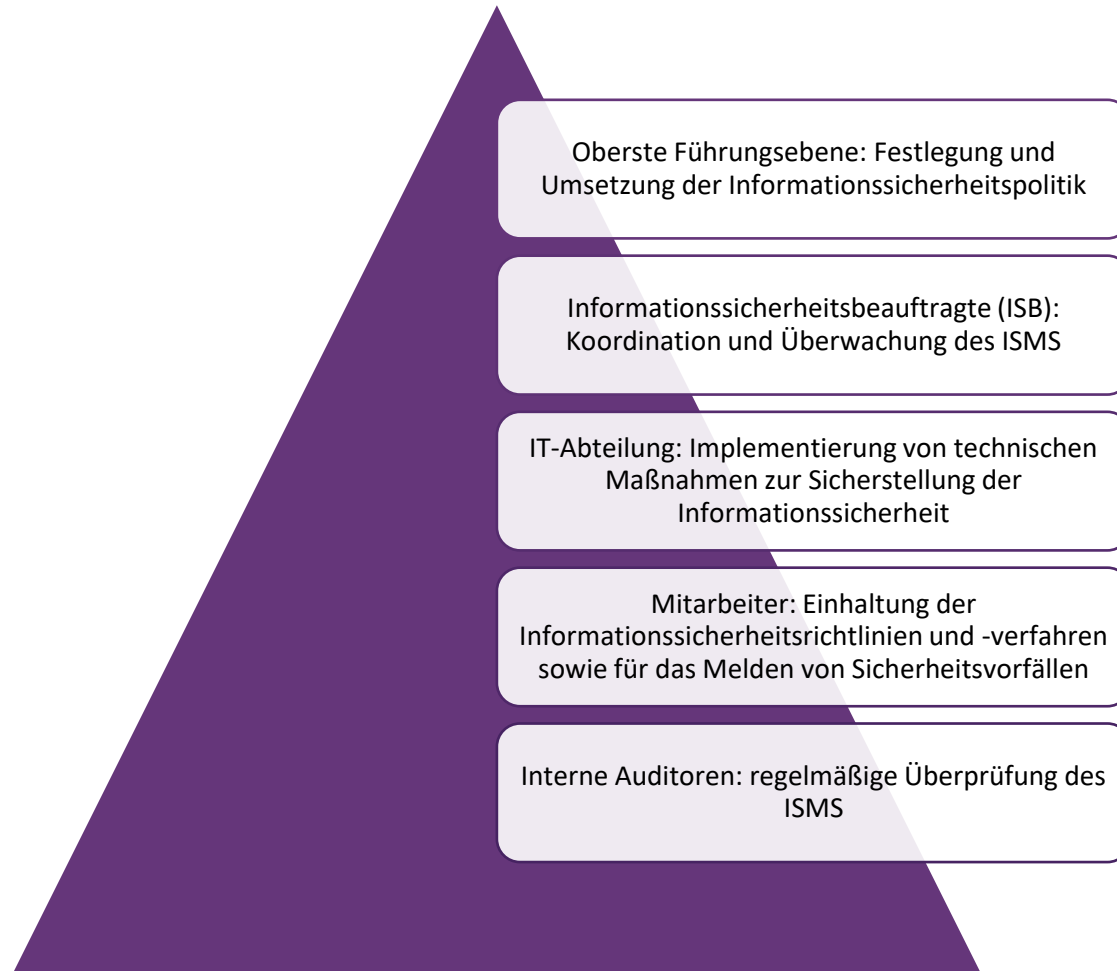 Oberste Führungsebene: Festlegung und
Umsetzung der Informationssicherheitspolitik
Informationssicherheitsbeauftragte (ISB):
Koordination und Überwachung des ISMS
IT-Abteilung: Implementierung von technischen
Maßnahmen zur Sicherstellung der
Informationssicherheit
Mitarbeiter: Einhaltung der
Informationssicherheitsrichtlinien und -verfahren
sowie für das Melden von Sicherheitsvorfällen
Interne Auditoren: regelmäßige Überprüfung des
ISMS